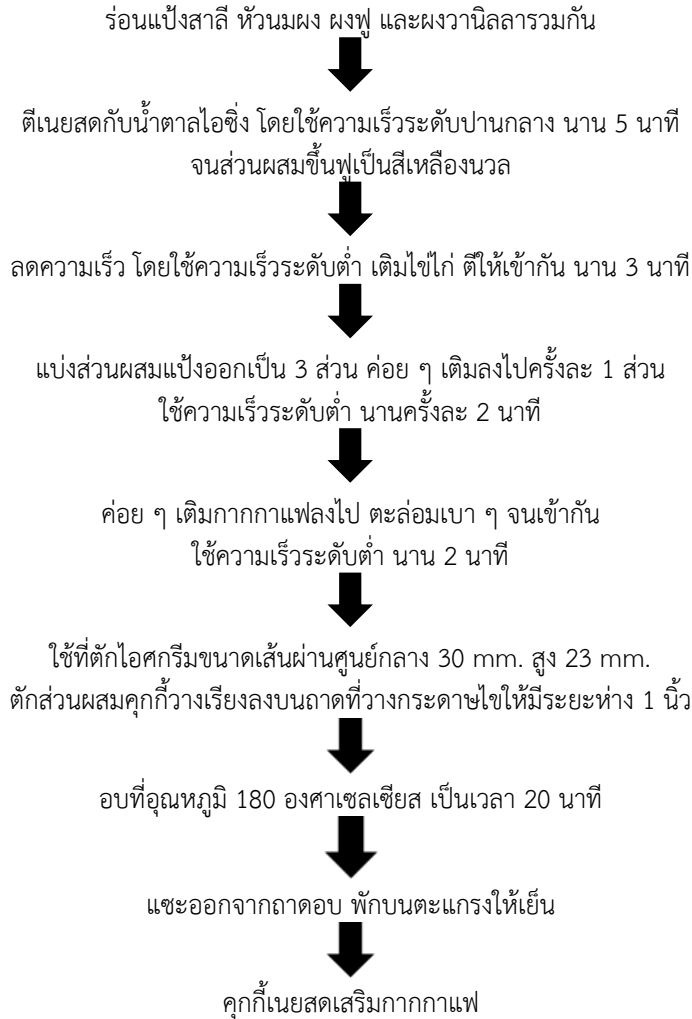 ร่อนแป้งสาลี หัวนมผง ผงฟู และผงวานิลลารวมกัน
ตีเนยสดกับน้ำตาลไอซิ่ง โดยใช้ความเร็วระดับปานกลาง นาน 5 นาที
จนส่วนผสมขึ้นฟูเป็นสีเหลืองนวล
ลดความเร็ว โดยใช้ความเร็วระดับต่ำ เติมไข่ไก่ ตีให้เข้ากัน นาน 3 นาที
แบ่งส่วนผสมแป้งออกเป็น 3 ส่วน ค่อย ๆ เติมลงไปครั้งละ 1 ส่วน
ใช้ความเร็วระดับต่ำ นานครั้งละ 2 นาที
ค่อย ๆ เติมกากกาแฟลงไป ตะล่อมเบา ๆ จนเข้ากัน
ใช้ความเร็วระดับต่ำ นาน 2 นาที
ใช้ที่ตักไอศกรีมขนาดเส้นผ่านศูนย์กลาง 30 mm. สูง 23 mm.
ตักส่วนผสมคุกกี้วางเรียงลงบนถาดที่วางกระดาษไขให้มีระยะห่าง 1 นิ้ว
อบที่อุณหภูมิ 180 องศาเซลเซียส เป็นเวลา 20 นาที
แซะออกจากถาดอบ พักบนตะแกรงให้เย็น
คุกกี้เนยสดเสริมกากกาแฟ